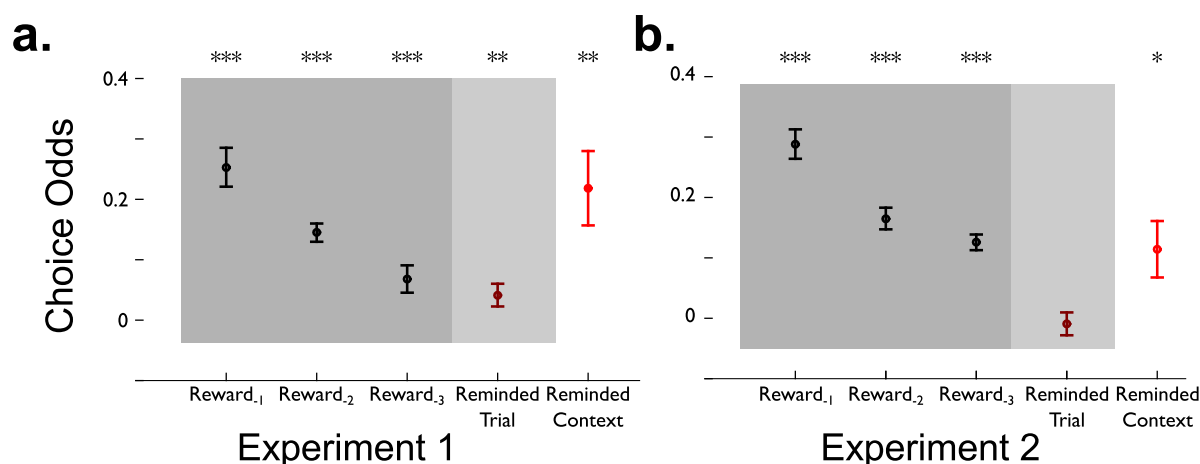 a.
*** *** *** ** **
0.4
0.2
0
Choice Odds
Reward-1 Reward-2 Reward-3 Reminded Trial Reminded Context
Experiment 1
b.
*** *** *** *
0.4
0.2
0
Reward-1 Reward-2 Reward-3 Reminded Trial Reminded Context
Experiment 2